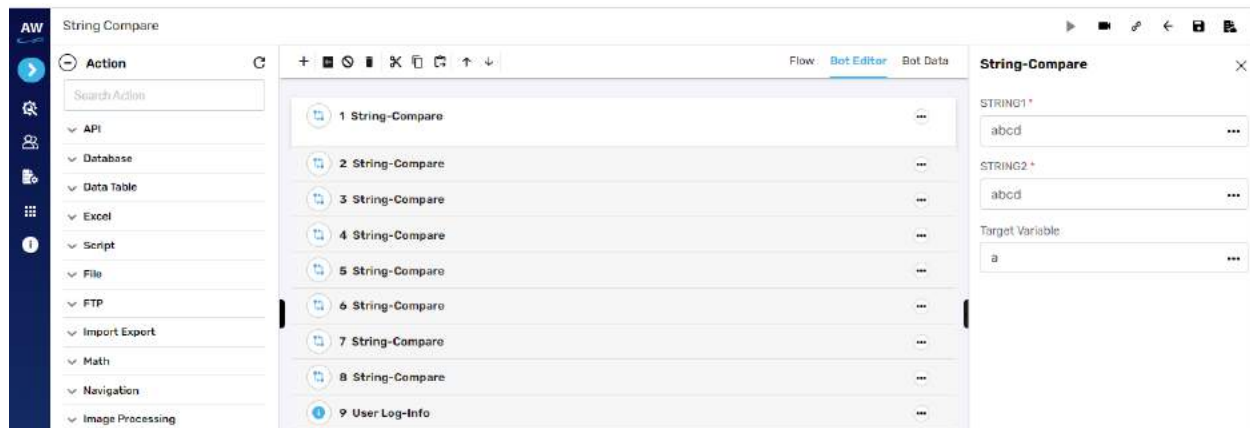 AW
String Compare
Action
Search Action
API
Database
Data Table
Excel
Script
File
FTP
Import Export
Math
Navigation
Image Processing
Flow Bot Editor Bot Data
1 String-Compare
2 String-Compare
3 String-Compare
4 String-Compare
5 String-Compare
6 String-Compare
7 String-Compare
8 String-Compare
9 User Log-Info
String-Compare
STRING1 *
abcd
STRING2 *
abcd
Target Variable
a